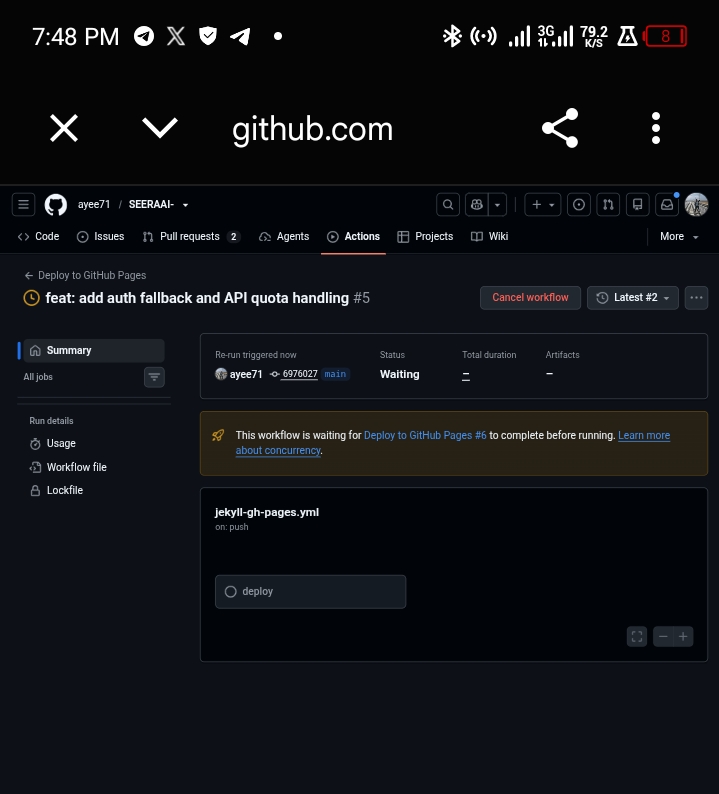 7:48 PM
3G
79.2
K/S
8
github.com
ayee71 / SEERAAI-
Code
Issues
Pull requests 2
Agents
Actions
Projects
Wiki
More
← Deploy to GitHub Pages
feat: add auth fallback and API quota handling #5
Cancel workflow
Latest #2
Summary
All jobs
Run details
Usage
Workflow file
Lockfile
Re-run triggered now
ayee71 6976027 main
Status
Waiting
Total duration
–
Artifacts
–
This workflow is waiting for Deploy to GitHub Pages #6 to complete before running. Learn more
about concurrency.
jekyll-gh-pages.yml
on: push
deploy